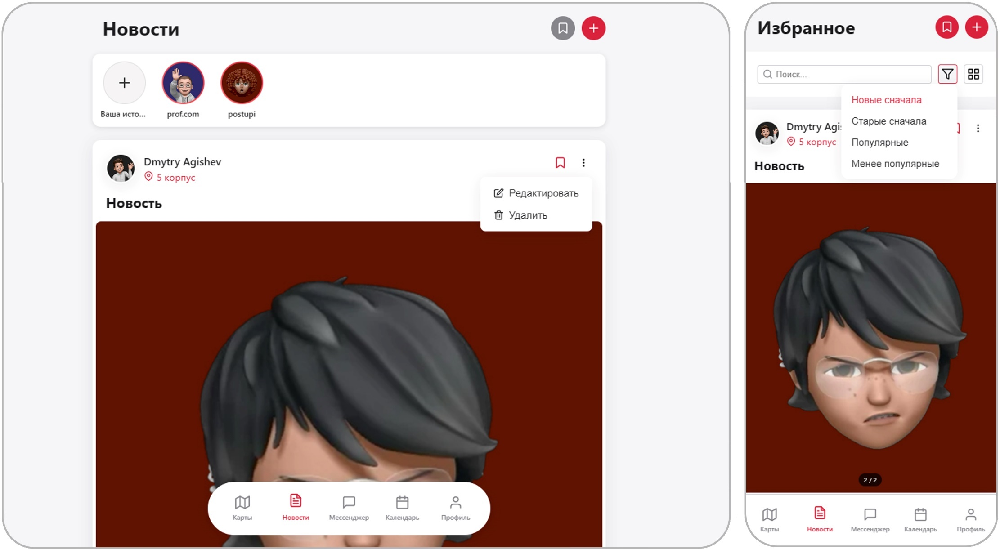 Новости
Ваша исто...
prof.com
postupi
Dmytry Agishev
5 корпус
Редактировать
Удалить
Новость
Карты
Новости
Мессенджер
Календарь
Профиль
Избранное
Поиск...
Новые сначала
Старые сначала
Популярные
Менее популярные
Dmytry Agi
5 корпус
Новость
2 / 2
Карты
Новости
Мессенджер
Календарь
Профиль